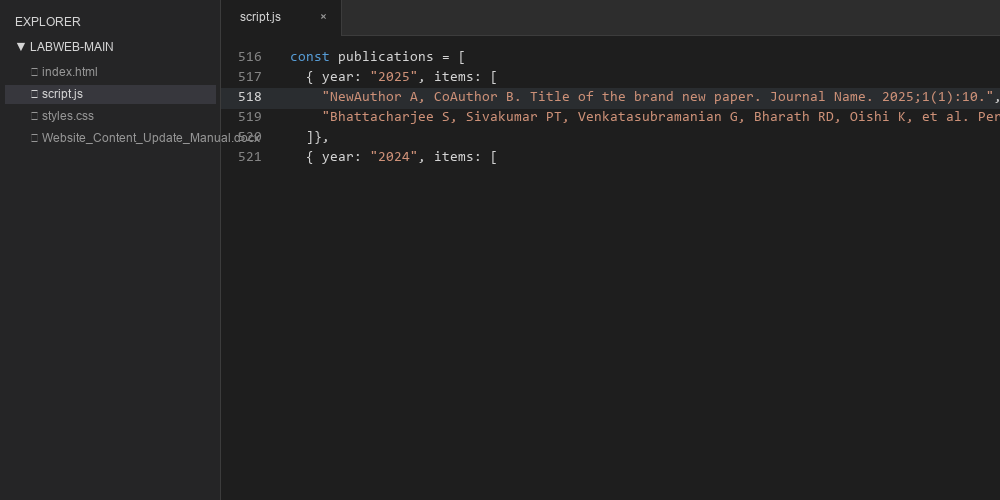 EXPLORER
▼ LABWEB-MAIN
index.html
script.js
styles.css
Website_Content_Update_Manual.docx
script.js ×
516 const publications = [
517 { year: "2025", items: [
518 "NewAuthor A, CoAuthor B. Title of the brand new paper. Journal Name. 2025;1(1):10.",
519 "Bhattacharjee S, Sivakumar PT, Venkatasubramanian G, Bharath RD, Oishi K, et al. Per
520 ]},
521 { year: "2024", items: [